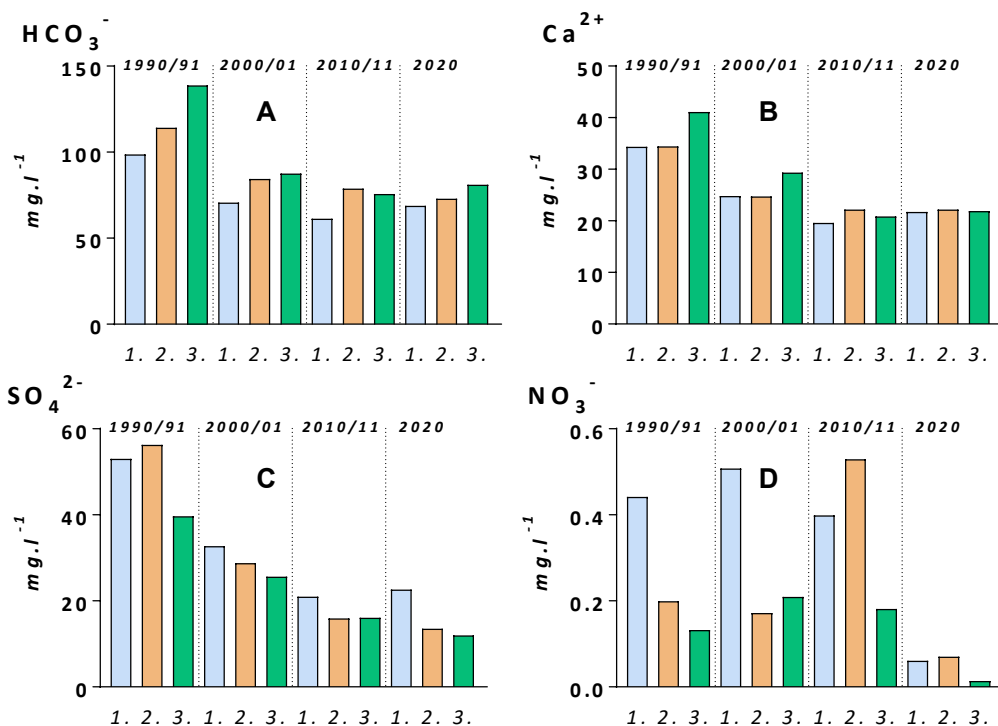 HCO₃⁻
1990/91 2000/01 2010/11 2020
A
mg.l⁻¹
150
100
50
0
1. 2. 3. 1. 2. 3. 1. 2. 3. 1. 2. 3.
Ca²⁺
1990/91 2000/01 2010/11 2020
B
mg.l⁻¹
50
40
30
20
10
0
1. 2. 3. 1. 2. 3. 1. 2. 3. 1. 2. 3.
SO₄²⁻
1990/91 2000/01 2010/11 2020
C
mg.l⁻¹
60
40
20
0
1. 2. 3. 1. 2. 3. 1. 2. 3. 1. 2. 3.
NO₃⁻
1990/91 2000/01 2010/11 2020
D
mg.l⁻¹
0.6
0.4
0.2
0.0
1. 2. 3. 1. 2. 3. 1. 2. 3. 1. 2. 3.